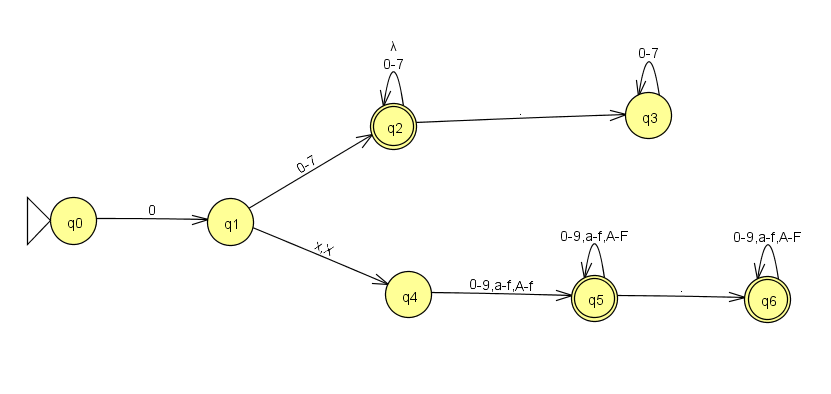 λ
0-7
0-7
q2
.
q3
0-7
q0
0
q1
x,X
0-9,a-f,A-F
0-9,a-f,A-F
q4
0-9,a-f,A-f
q5
.
q6